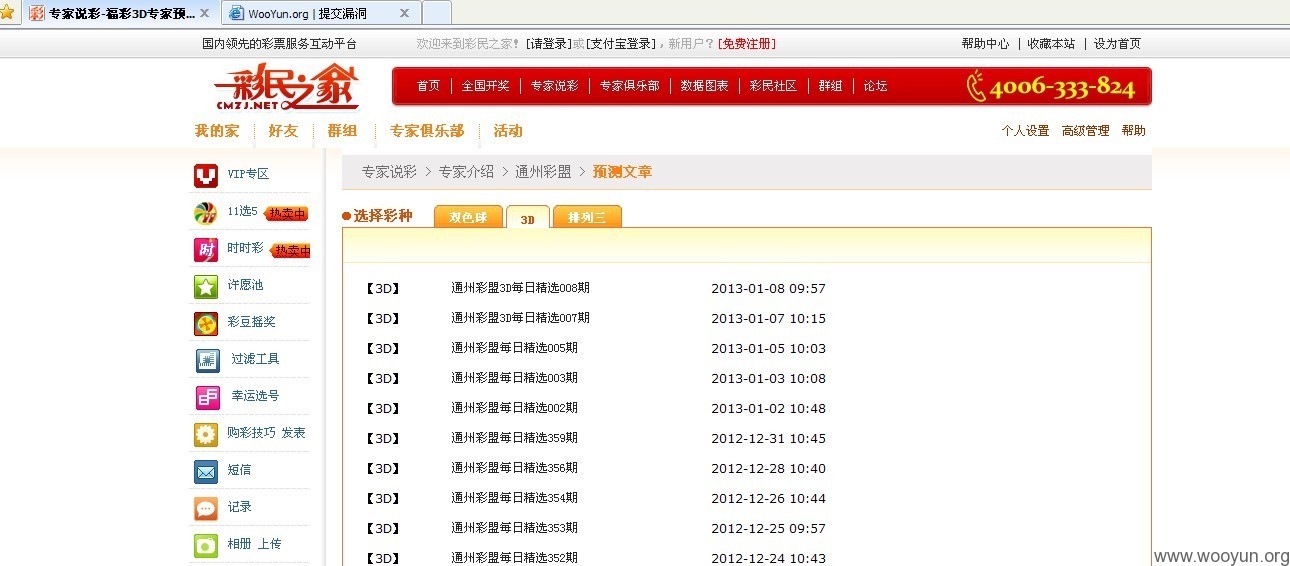 专家说彩-福彩3D专家预... WooYun.org | 提交漏洞
国内领先的彩票服务互动平台 欢迎来到彩民之家! [请登录]或[支付宝登录], 新用户? [免费注册] 帮助中心 | 收藏本站 | 设为首页
彩民之家
CMZJ.NET
首页 | 全国开奖 | 专家说彩 | 专家俱乐部 | 数据图表 | 彩民社区 | 群组 | 论坛 4006-333-824
我的家 好友 群组 专家俱乐部 活动 个人设置 高级管理 帮助
专家说彩 > 专家介绍 > 通州彩盟 > 预测文章
VIP专区
11选5 热卖中
时时彩 热卖中
许愿池
彩豆摇奖
过滤工具
幸运选号
购彩技巧 发表
短信
记录
相册 上传
选择彩种 双色球 3D 排列三
【3D】 通州彩盟3D每日精选008期 2013-01-08 09:57
【3D】 通州彩盟3D每日精选007期 2013-01-07 10:15
【3D】 通州彩盟每日精选005期 2013-01-05 10:03
【3D】 通州彩盟每日精选003期 2013-01-03 10:08
【3D】 通州彩盟每日精选002期 2013-01-02 10:48
【3D】 通州彩盟每日精选359期 2012-12-31 10:45
【3D】 通州彩盟每日精选356期 2012-12-28 10:40
【3D】 通州彩盟每日精选354期 2012-12-26 10:44
【3D】 通州彩盟每日精选353期 2012-12-25 09:57
【3D】 通州彩盟每日精选352期 2012-12-24 10:43
www.wooyun.org